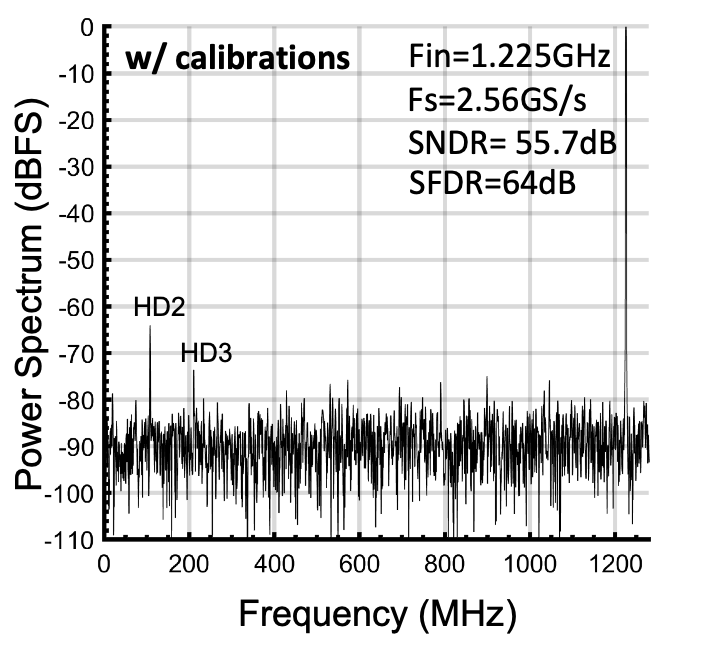 w/ calibrations
Fin=1.225GHz
Fs=2.56GS/s
SNDR= 55.7dB
SFDR=64dB
HD2
HD3
Power Spectrum (dBFS)
0
-10
-20
-30
-40
-50
-60
-70
-80
-90
-100
-110
0
200
400
600
800
1000
1200
Frequency (MHz)